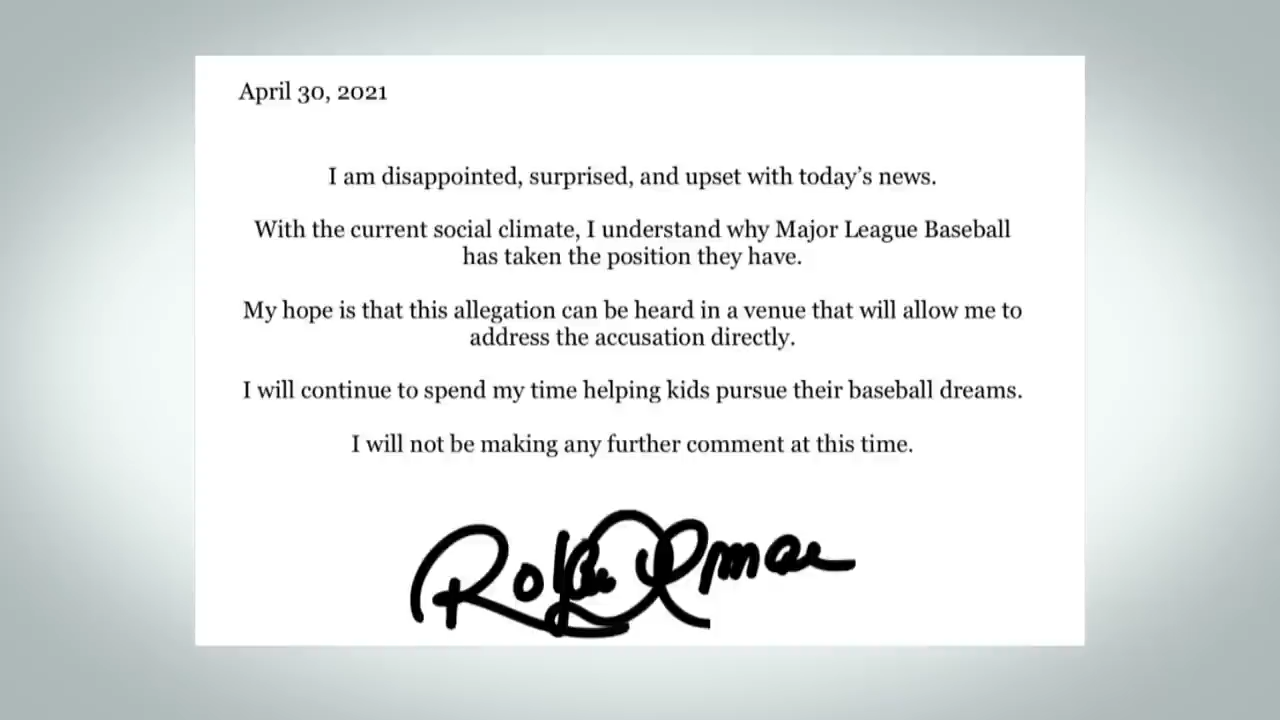 April 30, 2021
I am disappointed, surprised, and upset with today's news.
With the current social climate, I understand why Major League Baseball
has taken the position they have.
My hope is that this allegation can be heard in a venue that will allow me to
address the accusation directly.
I will continue to spend my time helping kids pursue their baseball dreams.
I will not be making any further comment at this time.